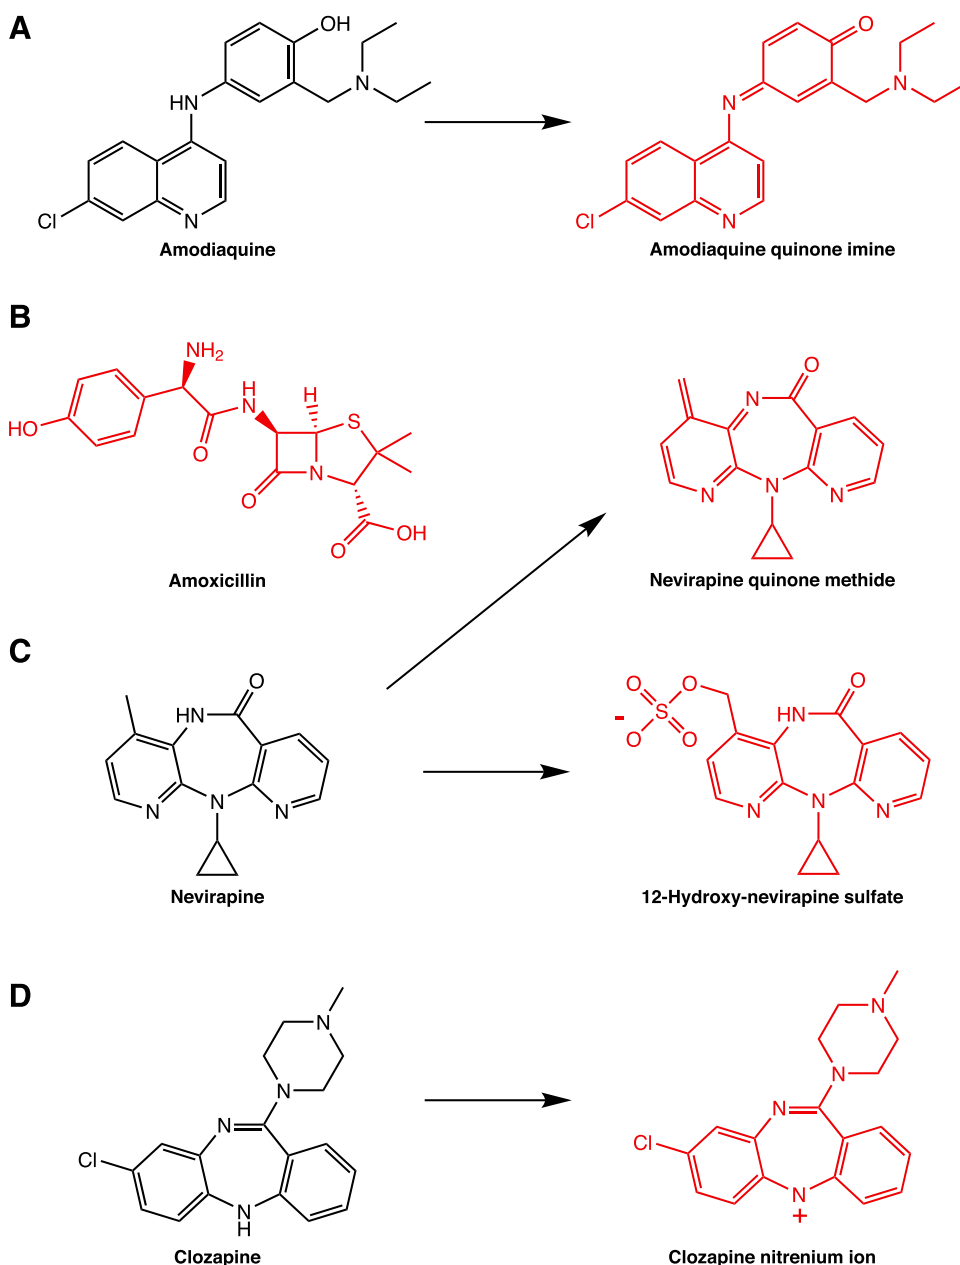 A
OH
O
N
N
HN
N
Cl
N
Cl
N
Amodiaquine
Amodiaquine quinone imine
B
NH2
H
N
H
S
HO
O
N
O
O
OH
Amoxicillin
O
N
N
N
N
Nevirapine quinone methide
C
O
HN
N
N
N
Nevirapine
O
O
S
-
O
O
O
HN
N
N
N
12-Hydroxy-nevirapine sulfate
D
N
N
N
Cl
N
H
Clozapine
N
N
N
Cl
N
+
Clozapine nitrenium ion